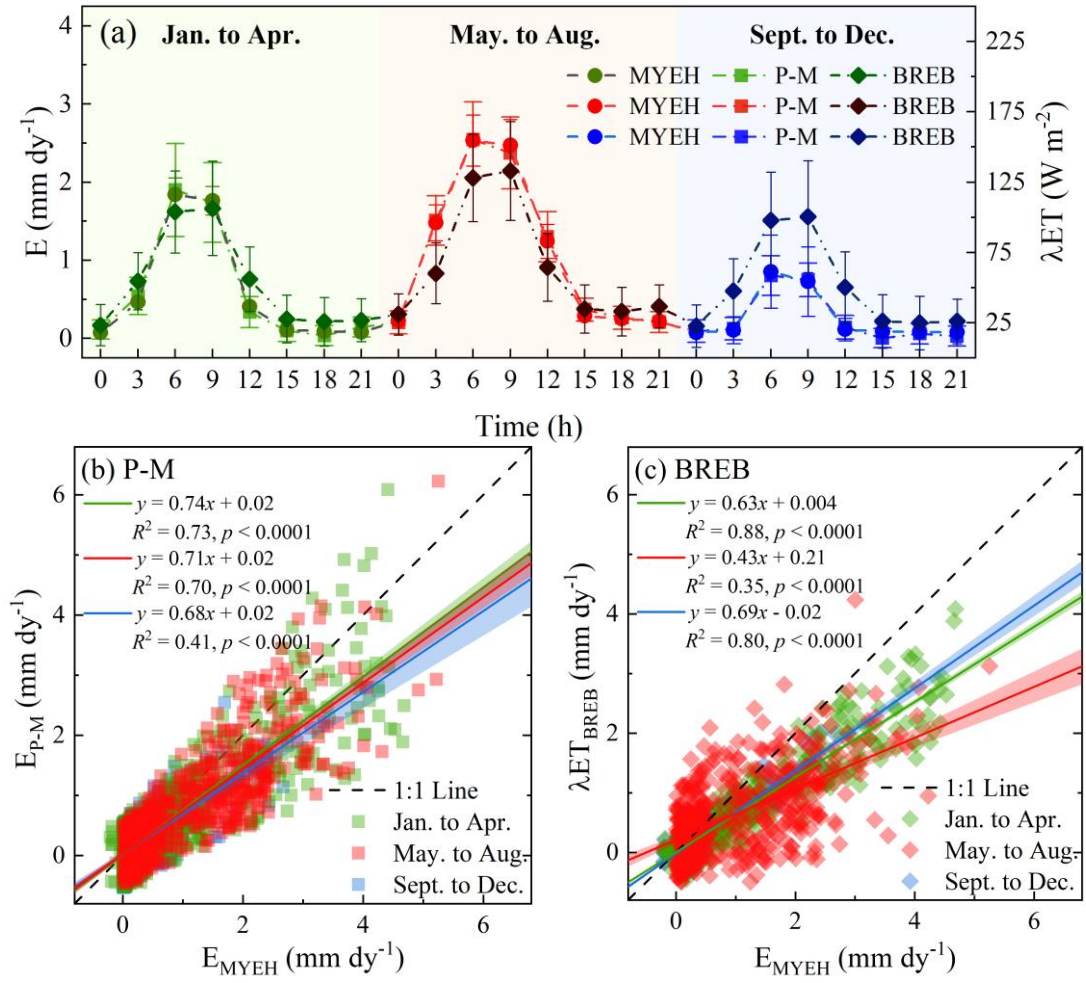 (a) Jan. to Apr. May. to Aug. Sept. to Dec.
MYEH P-M BREB
MYEH P-M BREB
MYEH P-M BREB
E (mm dy⁻¹)
4
3
2
1
0
λET (W m⁻²)
225
175
125
75
25
0 3 6 9 12 15 18 21 0 3 6 9 12 15 18 21 0 3 6 9 12 15 18 21
Time (h)
(b) P-M
y = 0.74x + 0.02
R² = 0.73, p < 0.0001
y = 0.71x + 0.02
R² = 0.70, p < 0.0001
y = 0.68x + 0.02
R² = 0.41, p < 0.0001
1:1 Line
Jan. to Apr.
May. to Aug.
Sept. to Dec.
E_P-M (mm dy⁻¹)
6
4
2
0
0 2 4 6
E_MYEH (mm dy⁻¹)
(c) BREB
y = 0.63x + 0.004
R² = 0.88, p < 0.0001
y = 0.43x + 0.21
R² = 0.35, p < 0.0001
y = 0.69x - 0.02
R² = 0.80, p < 0.0001
1:1 Line
Jan. to Apr.
May. to Aug.
Sept. to Dec.
λET_BREB (mm dy⁻¹)
6
4
2
0
0 2 4 6
E_MYEH (mm dy⁻¹)